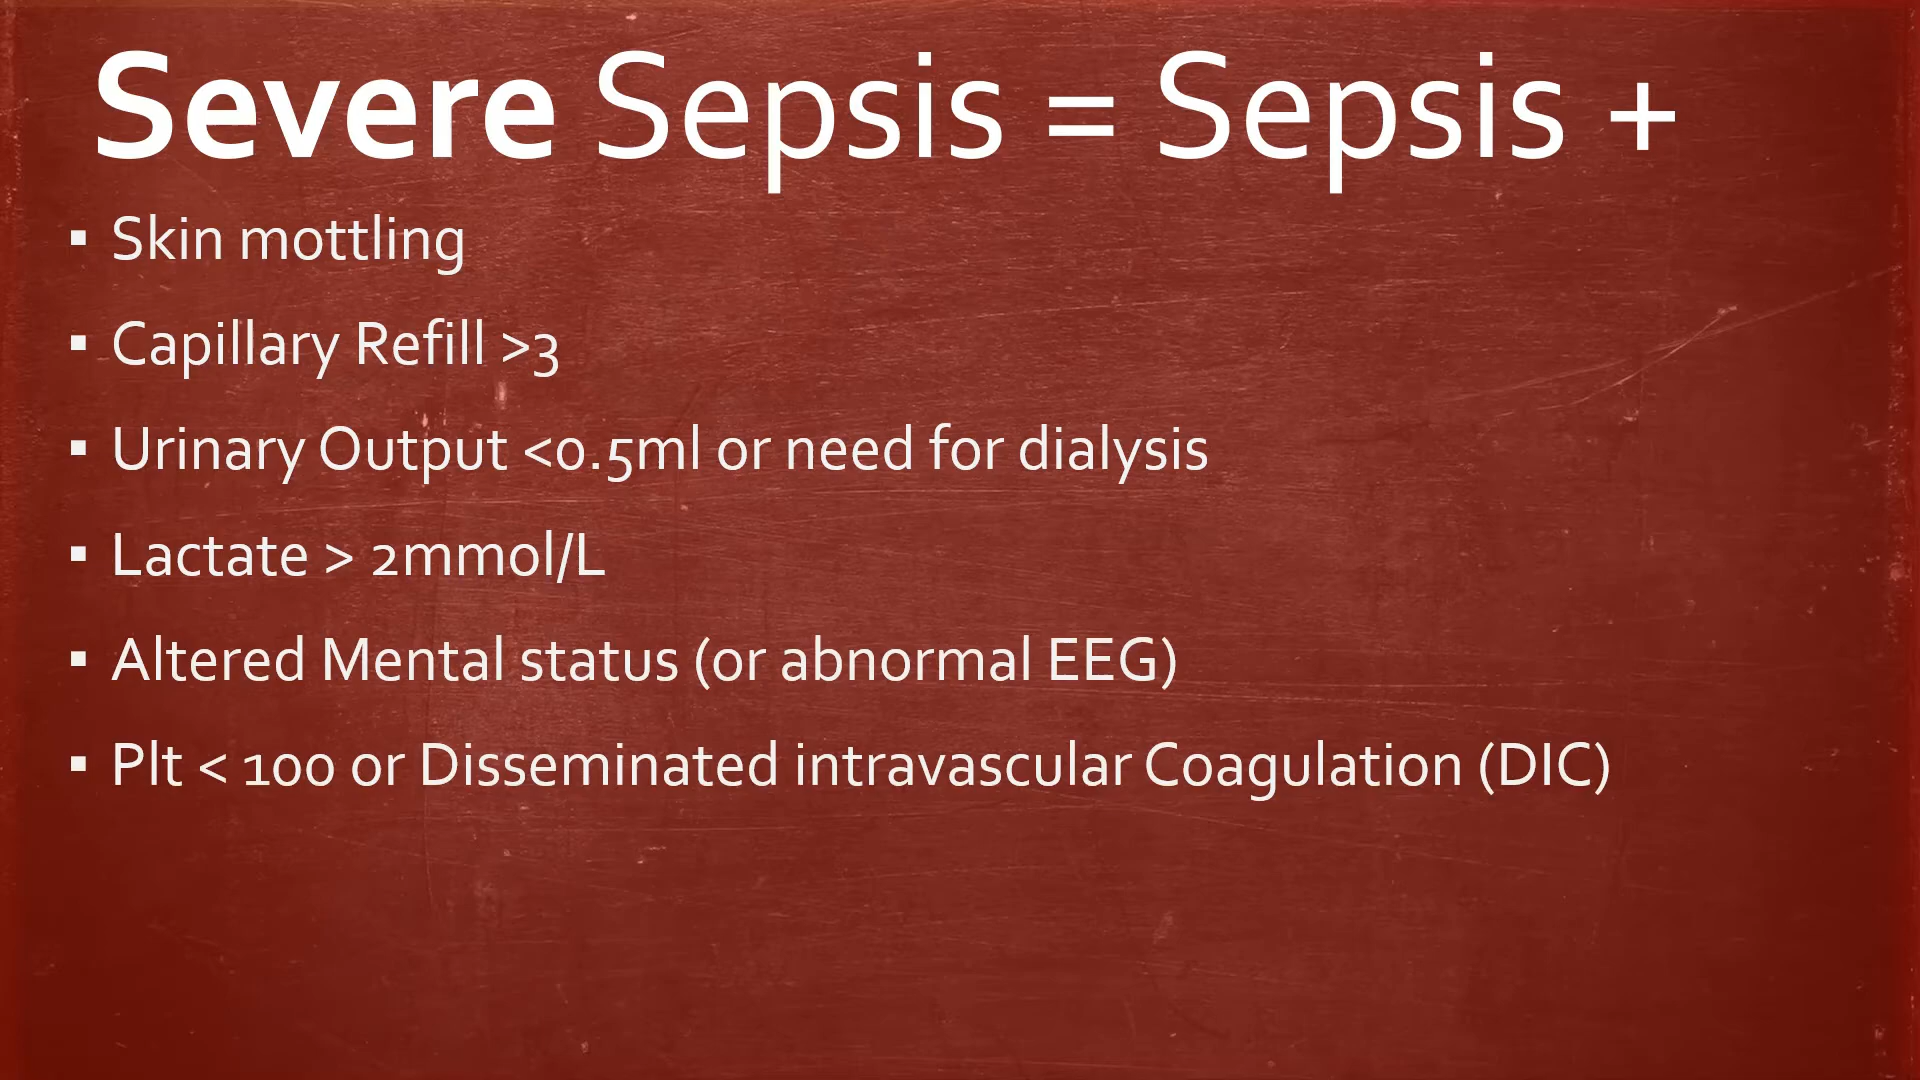 Severe Sepsis = Sepsis +
▪ Skin mottling
▪ Capillary Refill >3
▪ Urinary Output <0.5ml or need for dialysis
▪ Lactate > 2mmol/L
▪ Altered Mental status (or abnormal EEG)
▪ Plt < 100 or Disseminated intravascular Coagulation (DIC)